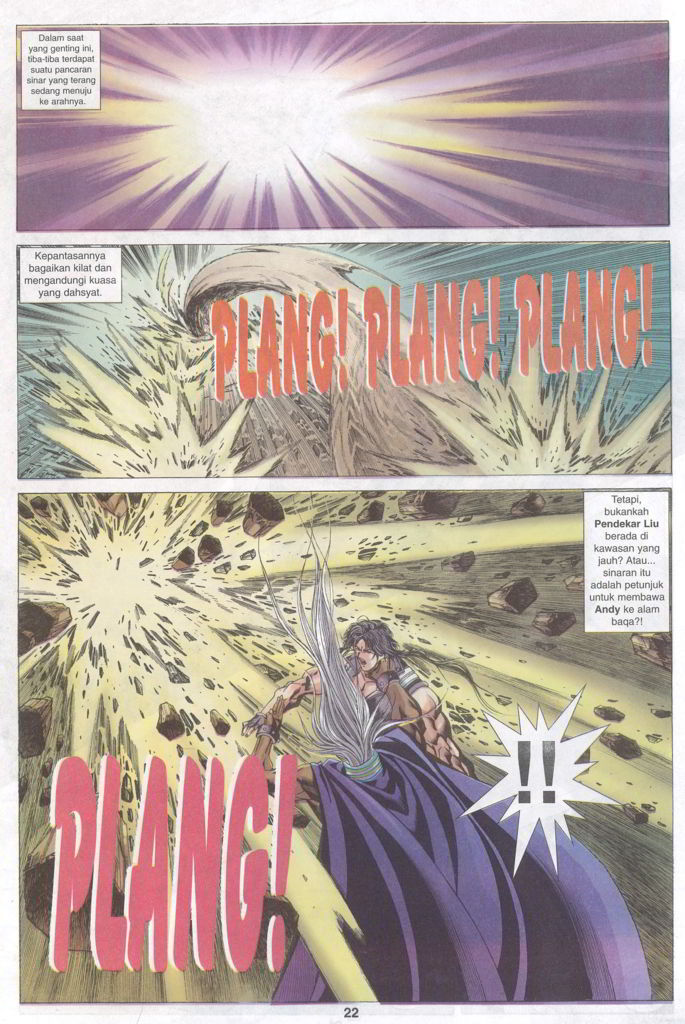 Dalam saat
yang genting ini,
tiba-tiba terdapat
suatu pancaran
sinar yang terang
sedang menuju
ke arahnya.
Kepantasannya
bagaikan kilat dan
mengandungi kuasa
yang dahsyat.
PLANG! PLANG! PLANG!
Tetapi,
bukankah
Pendekar Liu
berada di
kawasan yang
jauh? Atau...
sinaran itu
adalah petunjuk
untuk membawa
Andy ke alam
baqa?!
!!
PLANG!
22